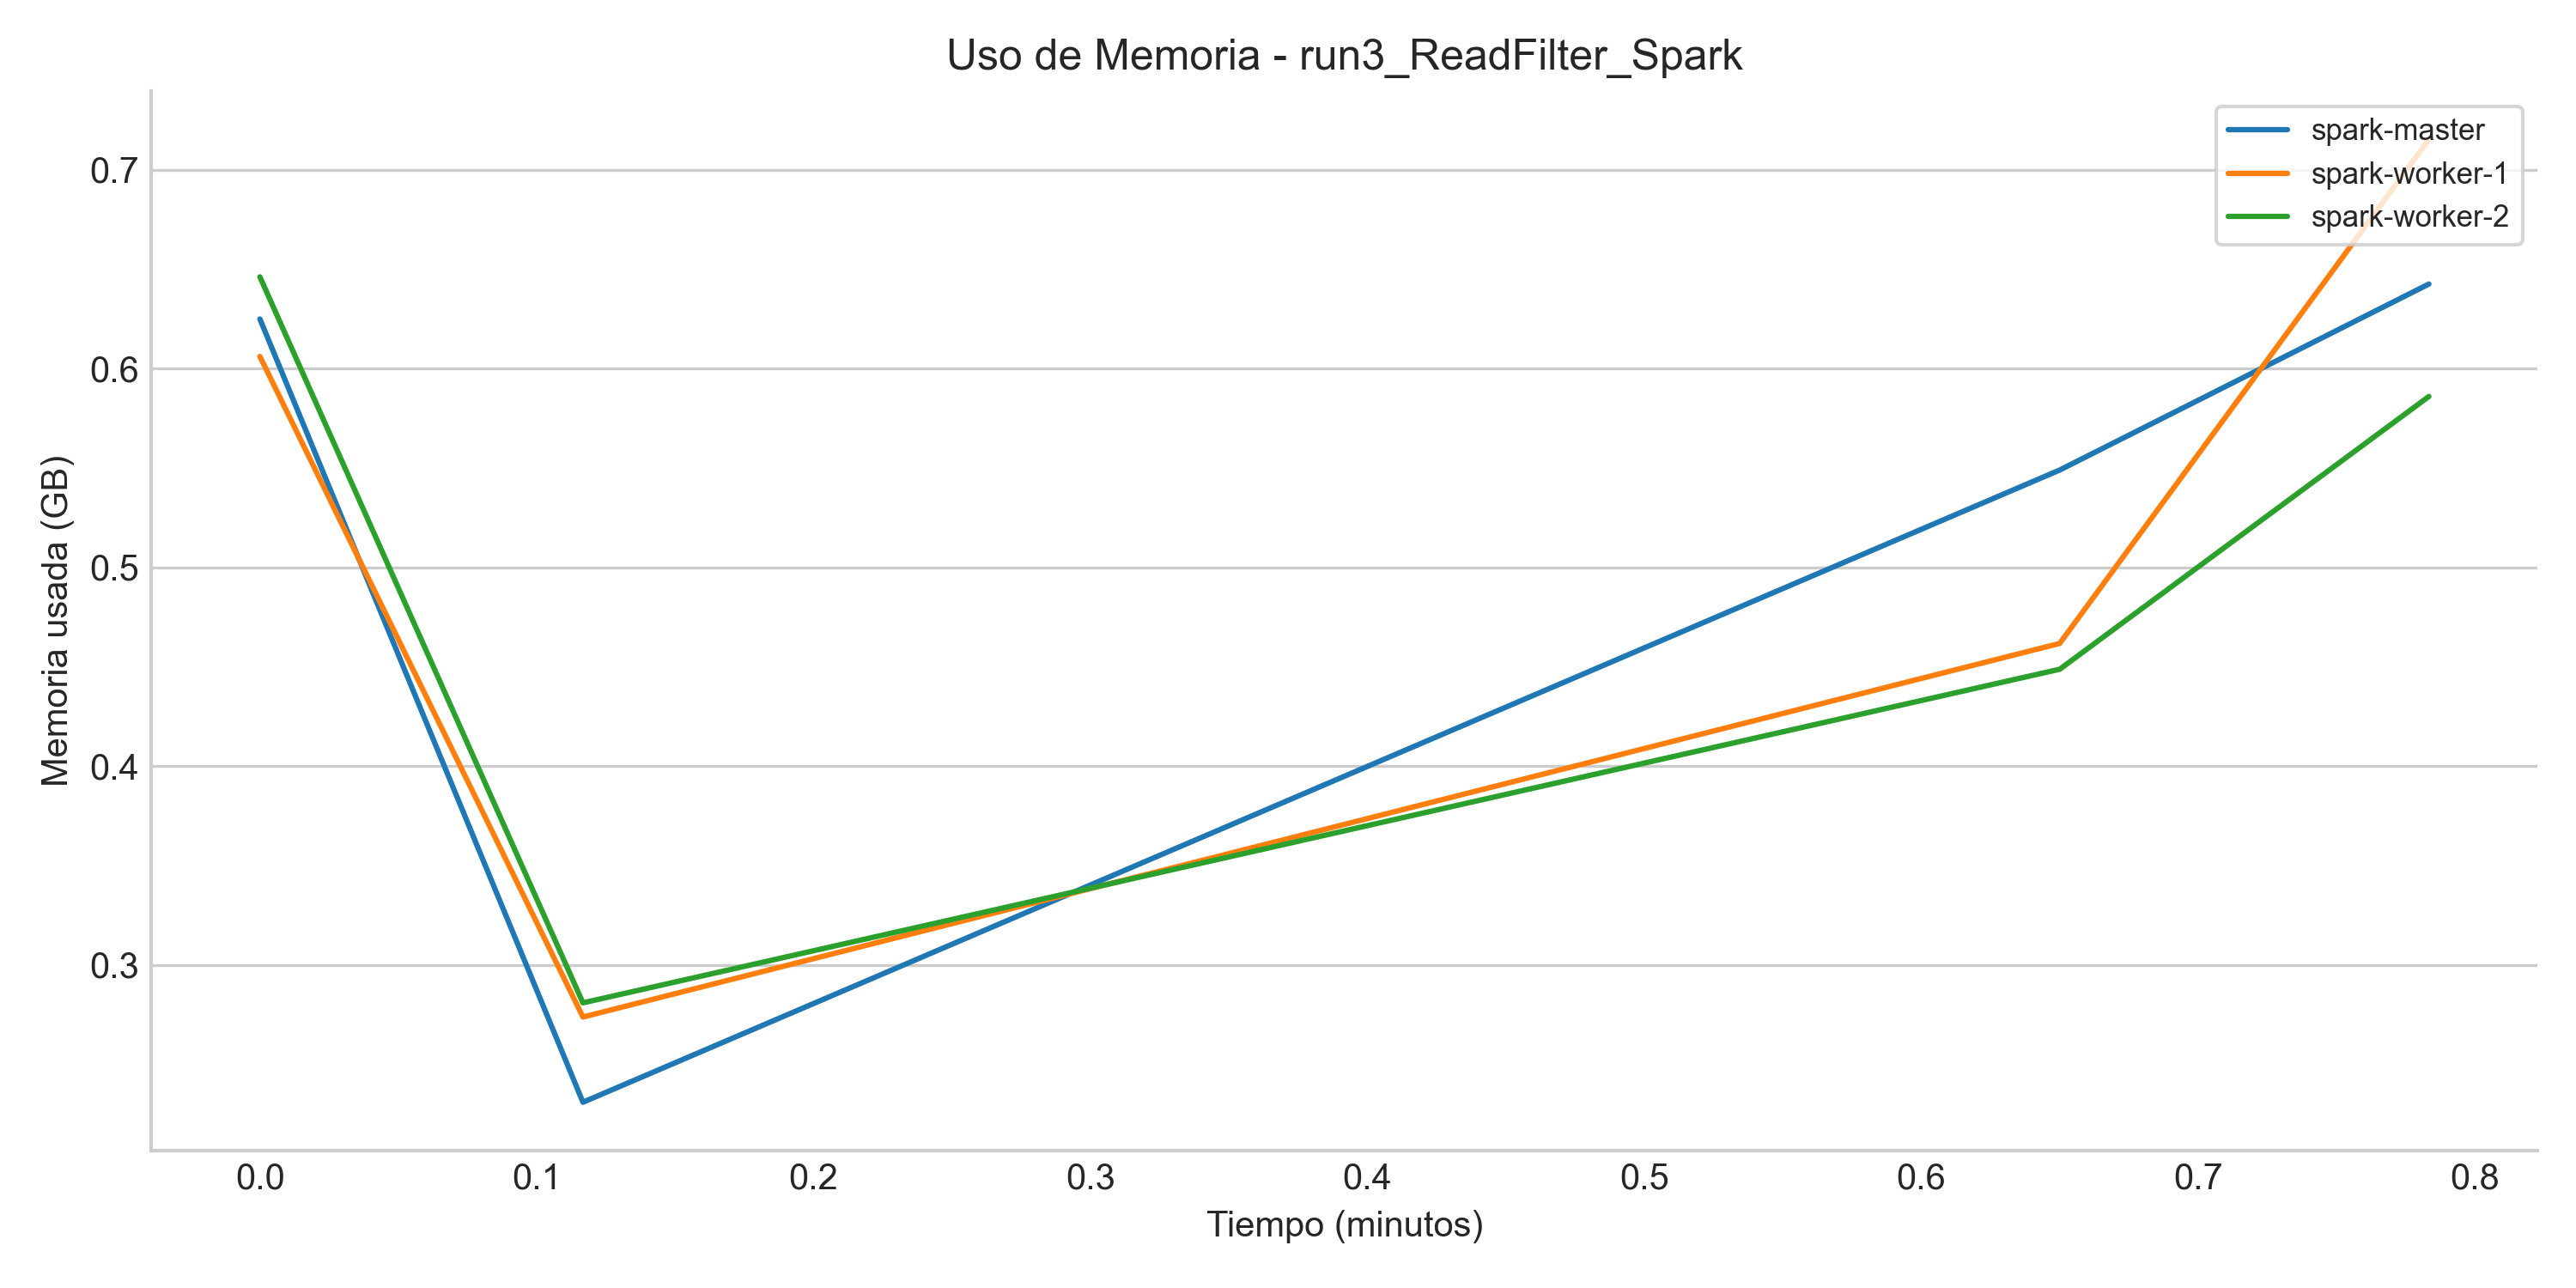 Uso de Memoria - run3_ReadFilter_Spark
spark-master
spark-worker-1
spark-worker-2
Memoria usada (GB)
0.7
0.6
0.5
0.4
0.3
0.0 0.1 0.2 0.3 0.4 0.5 0.6 0.7 0.8
Tiempo (minutos)